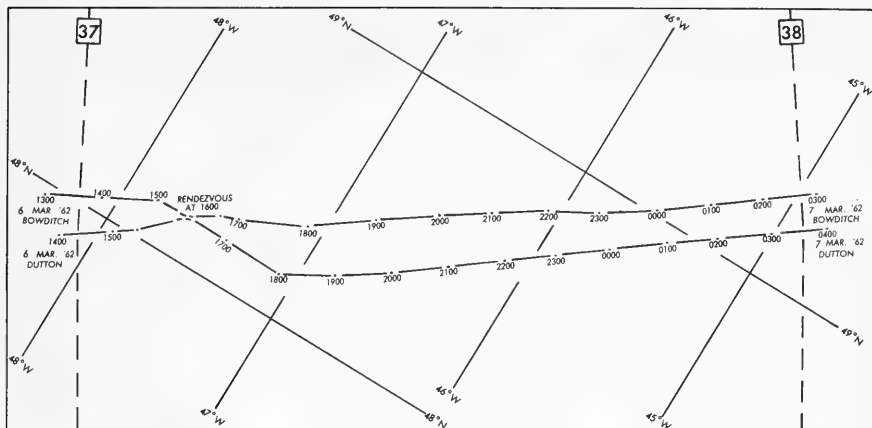 37
48°W
49°N
47°W
46°W
38
45°W
48°N
1300
1400
1500
RENDEZVOUS
AT 1600
6 MAR. '62
BOWDITCH
1700
1800
1900
2000
2100
2200
2300
0000
0100
0200
0300
7 MAR. '62
BOWDITCH
1400
1500
6 MAR. '62
DUTTON
1700
1800
1900
2000
2100
2200
2300
0000
0100
0200
0300
0400
7 MAR. '62
DUTTON
48°W
47°W
46°W
48°N
45°W
49°N